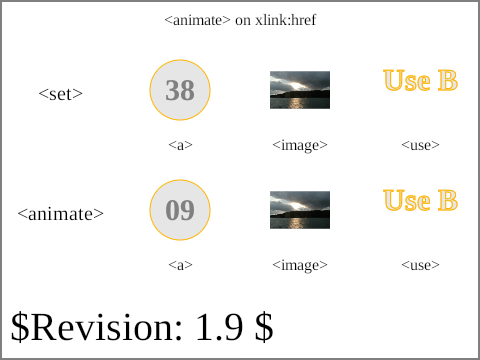 <animate> on xlink:href
<set> 38 Use B
<a> <image> <use>
<animate> 09 Use B
<a> <image> <use>
$Revision: 1.9 $